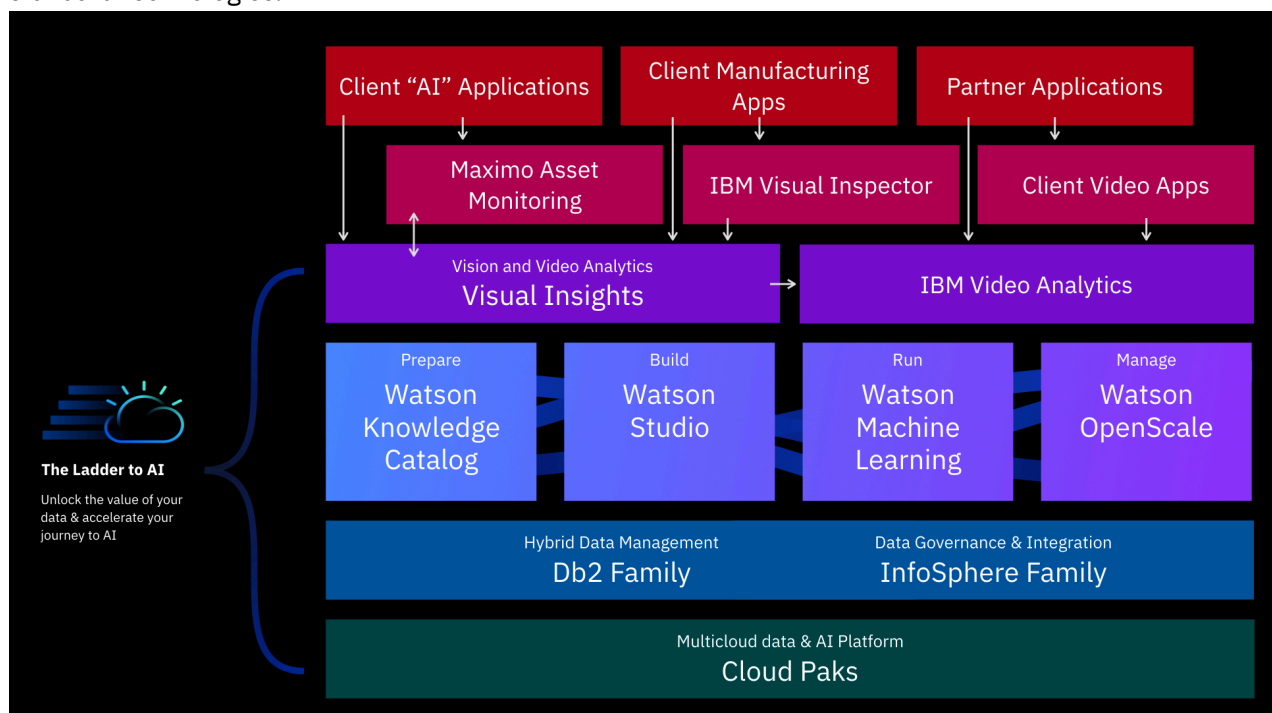 Client “AI” Applications
Client Manufacturing
Apps
Partner Applications
Maximo Asset
Monitoring
IBM Visual Inspector
Client Video Apps
Vision and Video Analytics
Visual Insights
IBM Video Analytics
Prepare
Watson
Knowledge
Catalog
Build
Watson
Studio
Run
Watson
Machine
Learning
Manage
Watson
OpenScale
The Ladder to AI
Unlock the value of your
data & accelerate your
journey to AI
Hybrid Data Management
Db2 Family
Data Governance & Integration
InfoSphere Family
Multicloud data & AI Platform
Cloud Paks